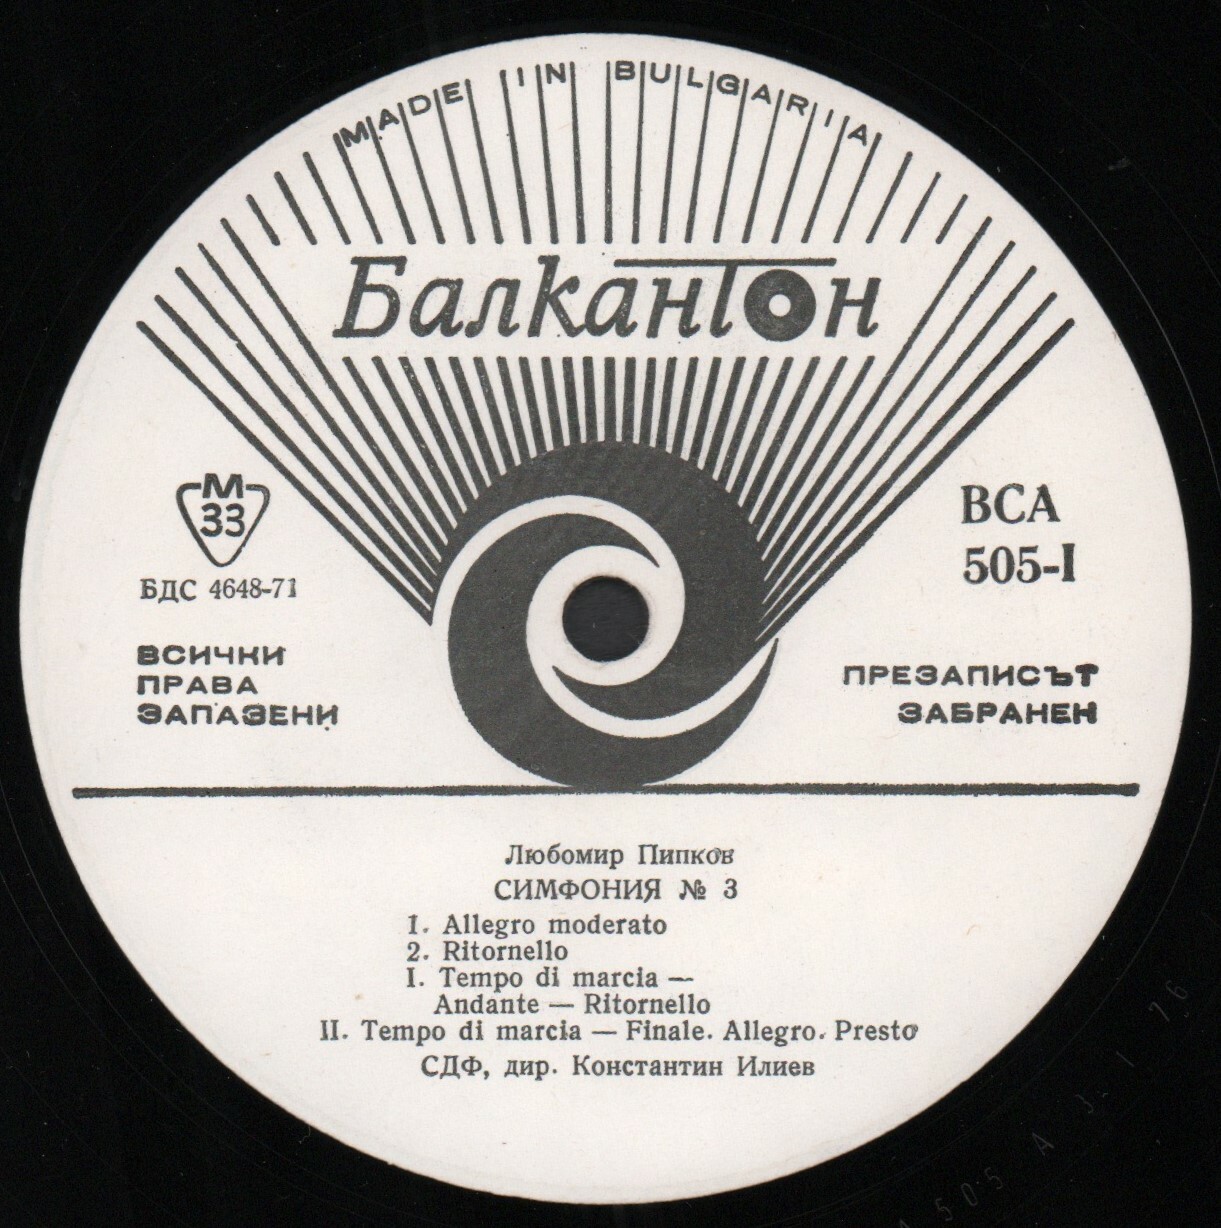 MADE IN BULGARIA
Балкантон
М
33
БДС 4648-71
ВСИЧКИ
ПРАВА
ЗАПАЗЕНИ
ВСА
505-I
ПРЕЗАПИСЪТ
ЗАБРАНЕН
Любомир Пипков
СИМФОНИЯ № 3
1. Allegro moderato
2. Ritornello
I. Tempo di marcia —
Andante — Ritornello
II. Tempo di marcia — Finale. Allegro. Presto
СДФ, дир. Константин Илиев